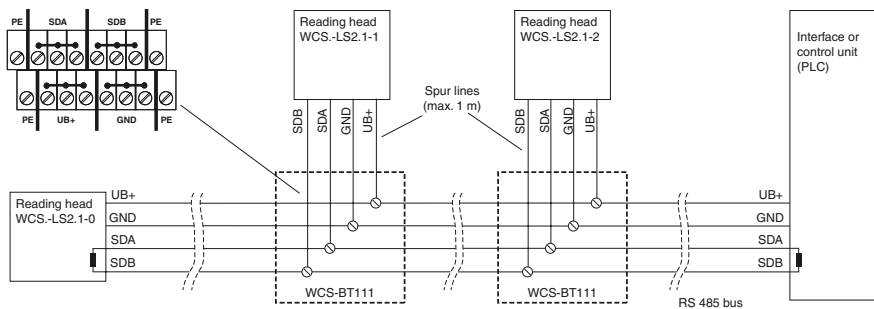 PE SDA SDB PE
PE UB+ GND PE
Reading head
WCS.-LS2.1-1
Reading head
WCS.-LS2.1-2
Interface or
control unit
(PLC)
Spur lines
(max. 1 m)
SDB SDA GND UB+
SDB SDA GND UB+
Reading head
WCS.-LS2.1-0
UB+
GND
SDA
SDB
UB+
GND
SDA
SDB
WCS-BT111
WCS-BT111
RS 485 bus